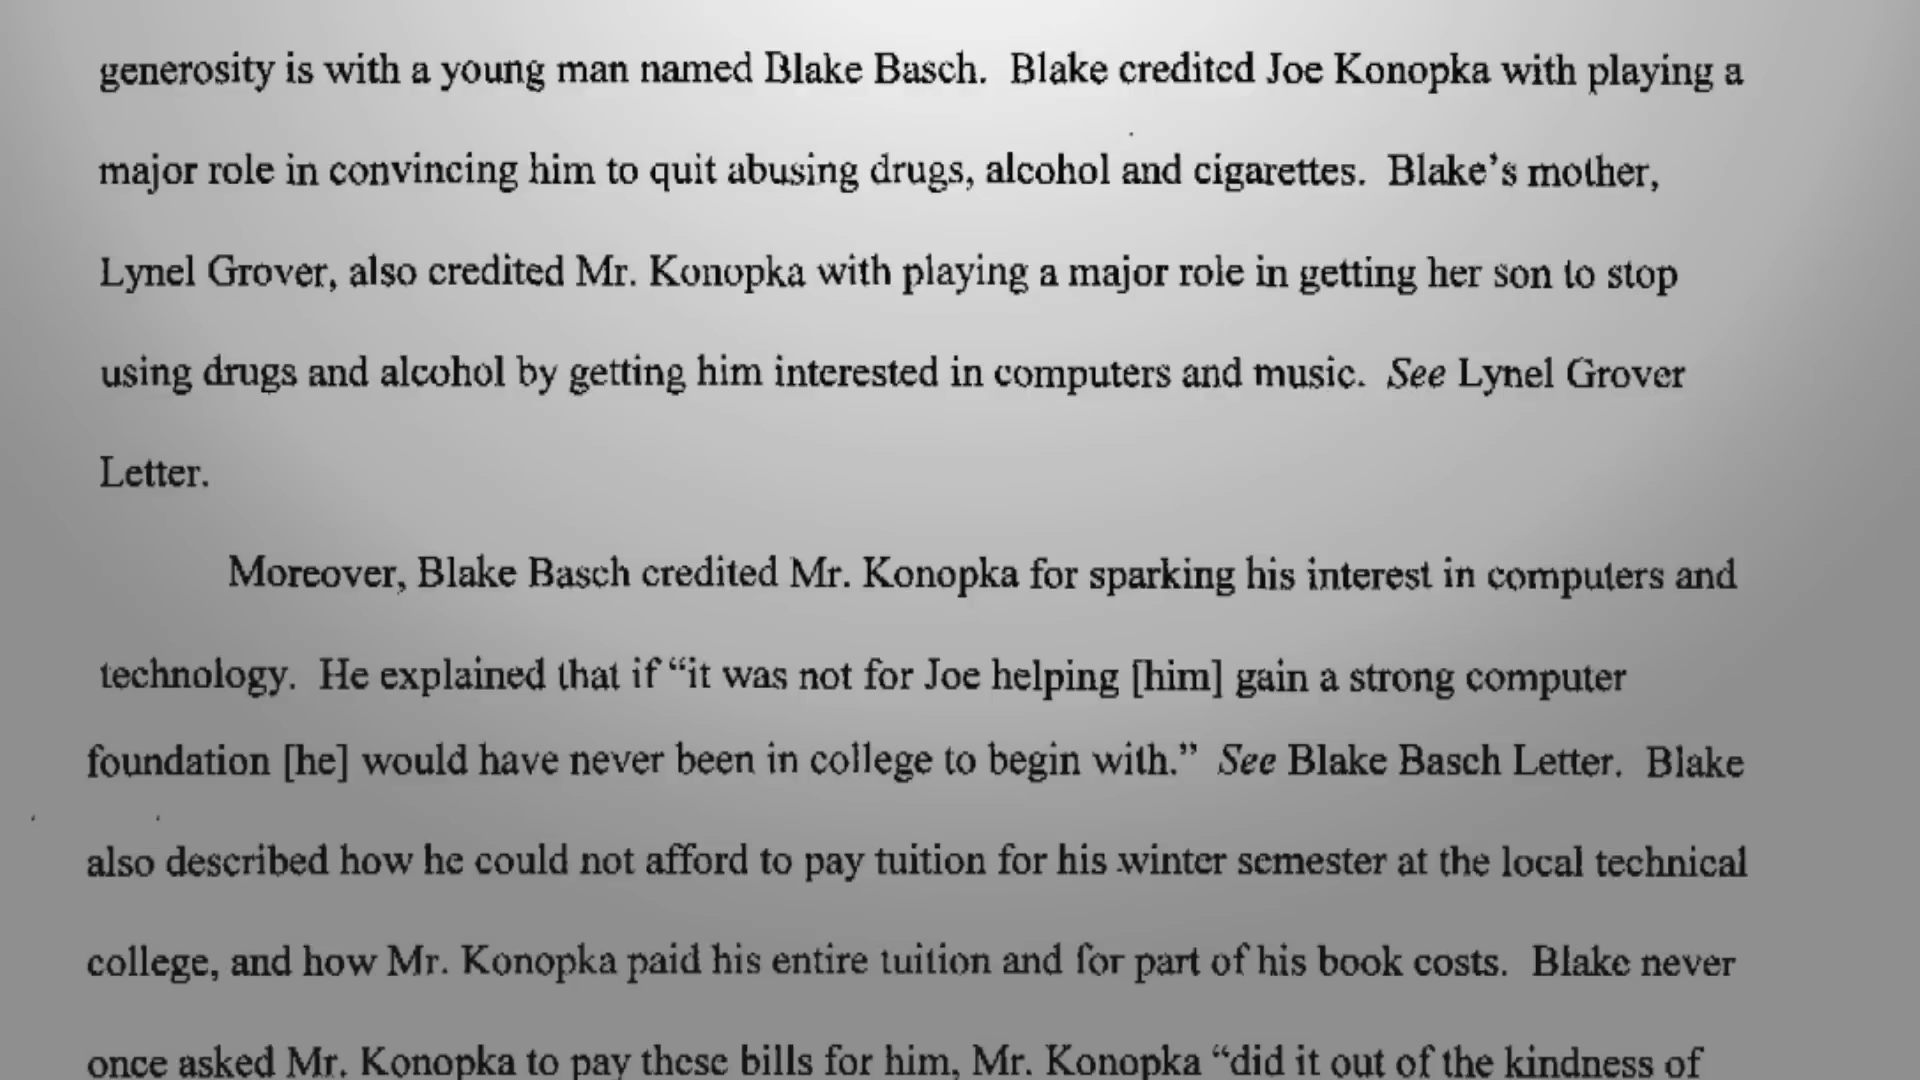 generosity is with a young man named Blake Basch. Blake credited Joe Konopka with playing a
major role in convincing him to quit abusing drugs, alcohol and cigarettes. Blake's mother,
Lynel Grover, also credited Mr. Konopka with playing a major role in getting her son to stop
using drugs and alcohol by getting him interested in computers and music. See Lynel Grover
Letter.
Moreover, Blake Basch credited Mr. Konopka for sparking his interest in computers and
technology. He explained that if “it was not for Joe helping [him] gain a strong computer
foundation [he] would have never been in college to begin with.” See Blake Basch Letter. Blake
also described how he could not afford to pay tuition for his winter semester at the local technical
college, and how Mr. Konopka paid his entire tuition and for part of his book costs. Blake never
once asked Mr. Konopka to pay these bills for him, Mr. Konopka “did it out of the kindness of